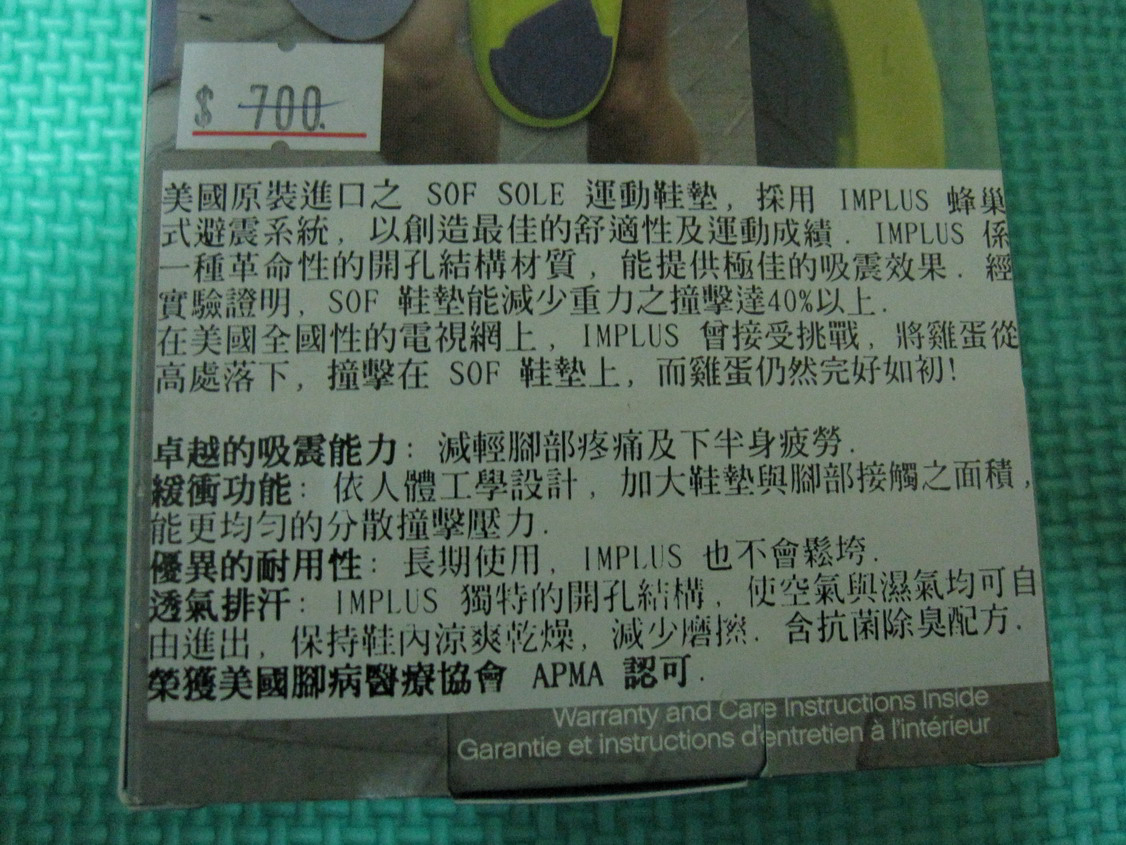 $ 700.
美國原裝進口之 SOF SOLE 運動鞋墊，採用 IMPLUS 蜂巢
式避震系統，以創造最佳的舒適性及運動成績．IMPLUS 係
一種革命性的開孔結構材質，能提供極佳的吸震效果．經
實驗證明，SOF 鞋墊能減少重力之撞擊達40%以上．
在美國全國性的電視網上，IMPLUS 曾接受挑戰，將雞蛋從
高處落下，撞擊在 SOF 鞋墊上，而雞蛋仍然完好如初！
卓越的吸震能力：減輕腳部疼痛及下半身疲勞．
緩衝功能：依人體工學設計，加大鞋墊與腳部接觸之面積，
能更均勻的分散撞擊壓力．
優異的耐用性：長期使用，IMPLUS 也不會鬆垮．
透氣排汗：IMPLUS 獨特的開孔結構，使空氣與濕氣均可自
由進出，保持鞋內涼爽乾燥，減少磨擦．含抗菌除臭配方．
榮獲美國腳病醫療協會 APMA 認可．
Warranty and Care Instructions Inside
Garantie et instructions d'entretien à l'intérieur